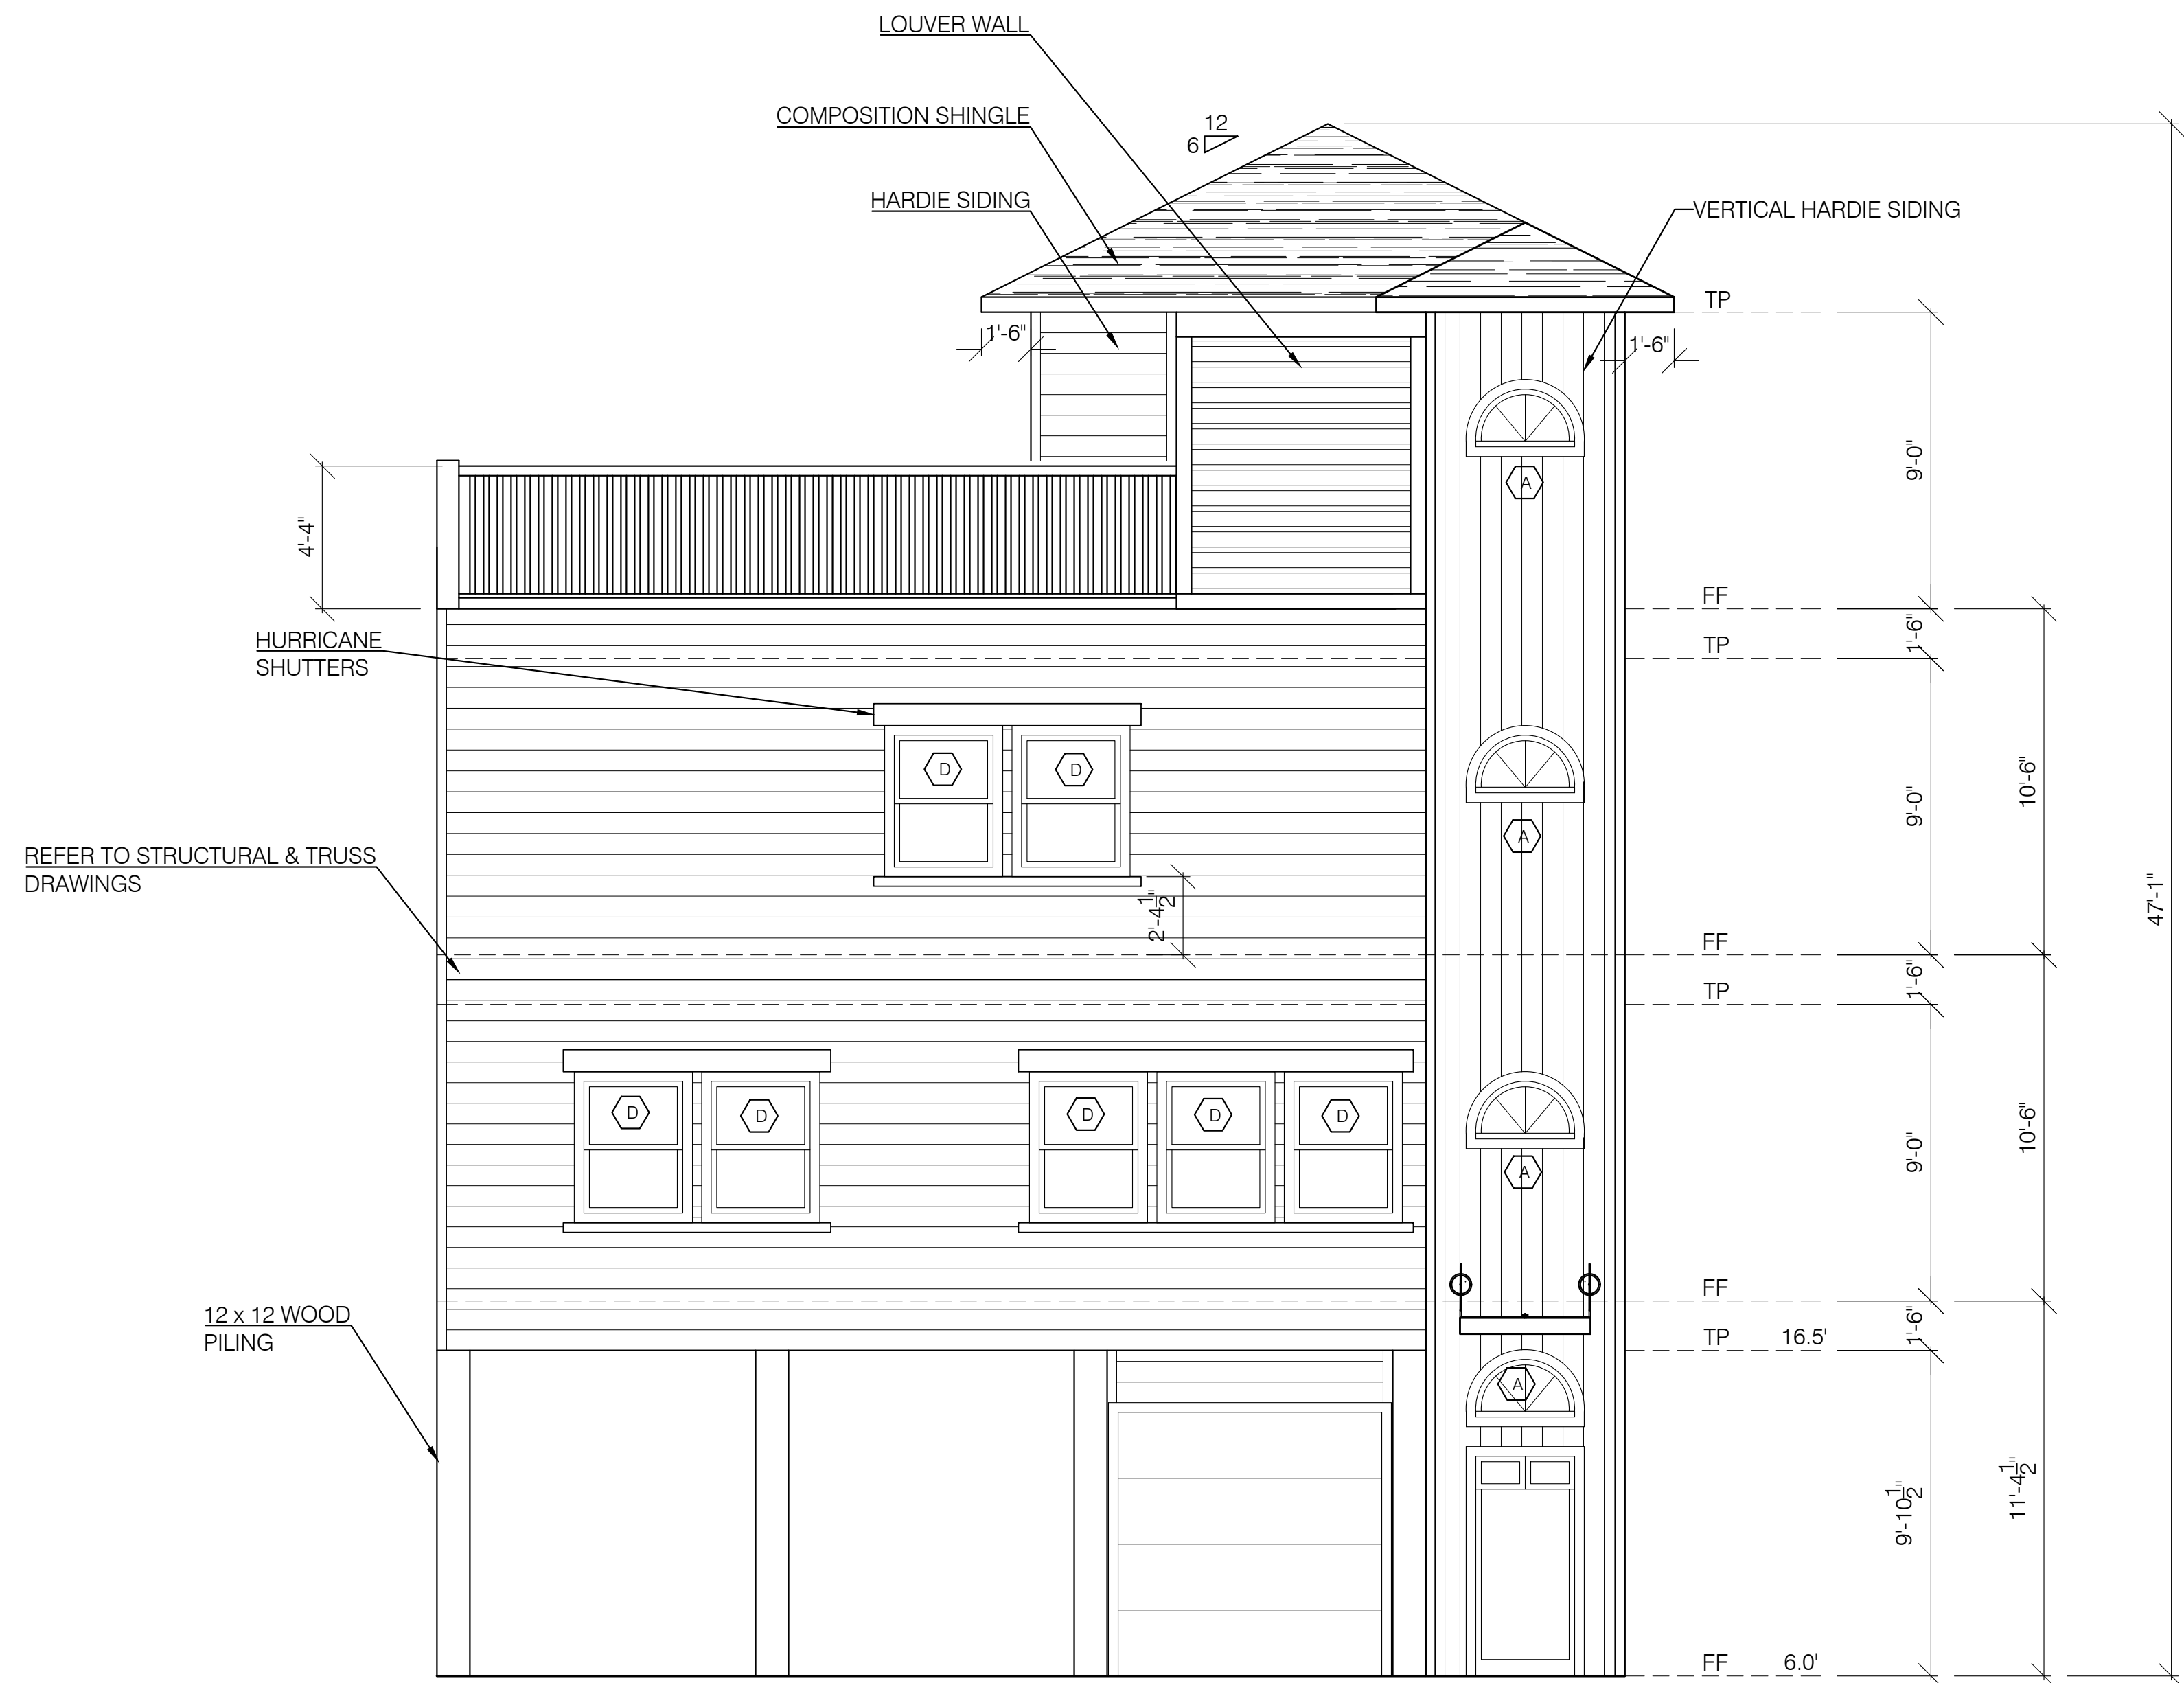 LOUVER WALL
COMPOSITION SHINGLE
12
6
HARDIE SIDING
VERTICAL HARDIE SIDING
TP
1'-6"
1'-6"
9'-0"
A
4'-4"
FF
1'-6"
HURRICANE
SHUTTERS
TP
D
D
A
9'-0"
10'-6"
REFER TO STRUCTURAL & TRUSS
DRAWINGS
47'-1"
2'-4 1/2"
FF
1'-6"
TP
D
D
D
D
D
A
9'-0"
10'-6"
FF
12 x 12 WOOD
PILING
1'-6"
TP 16.5'
A
9'-10 1/2"
11'-4 1/2"
FF 6.0'